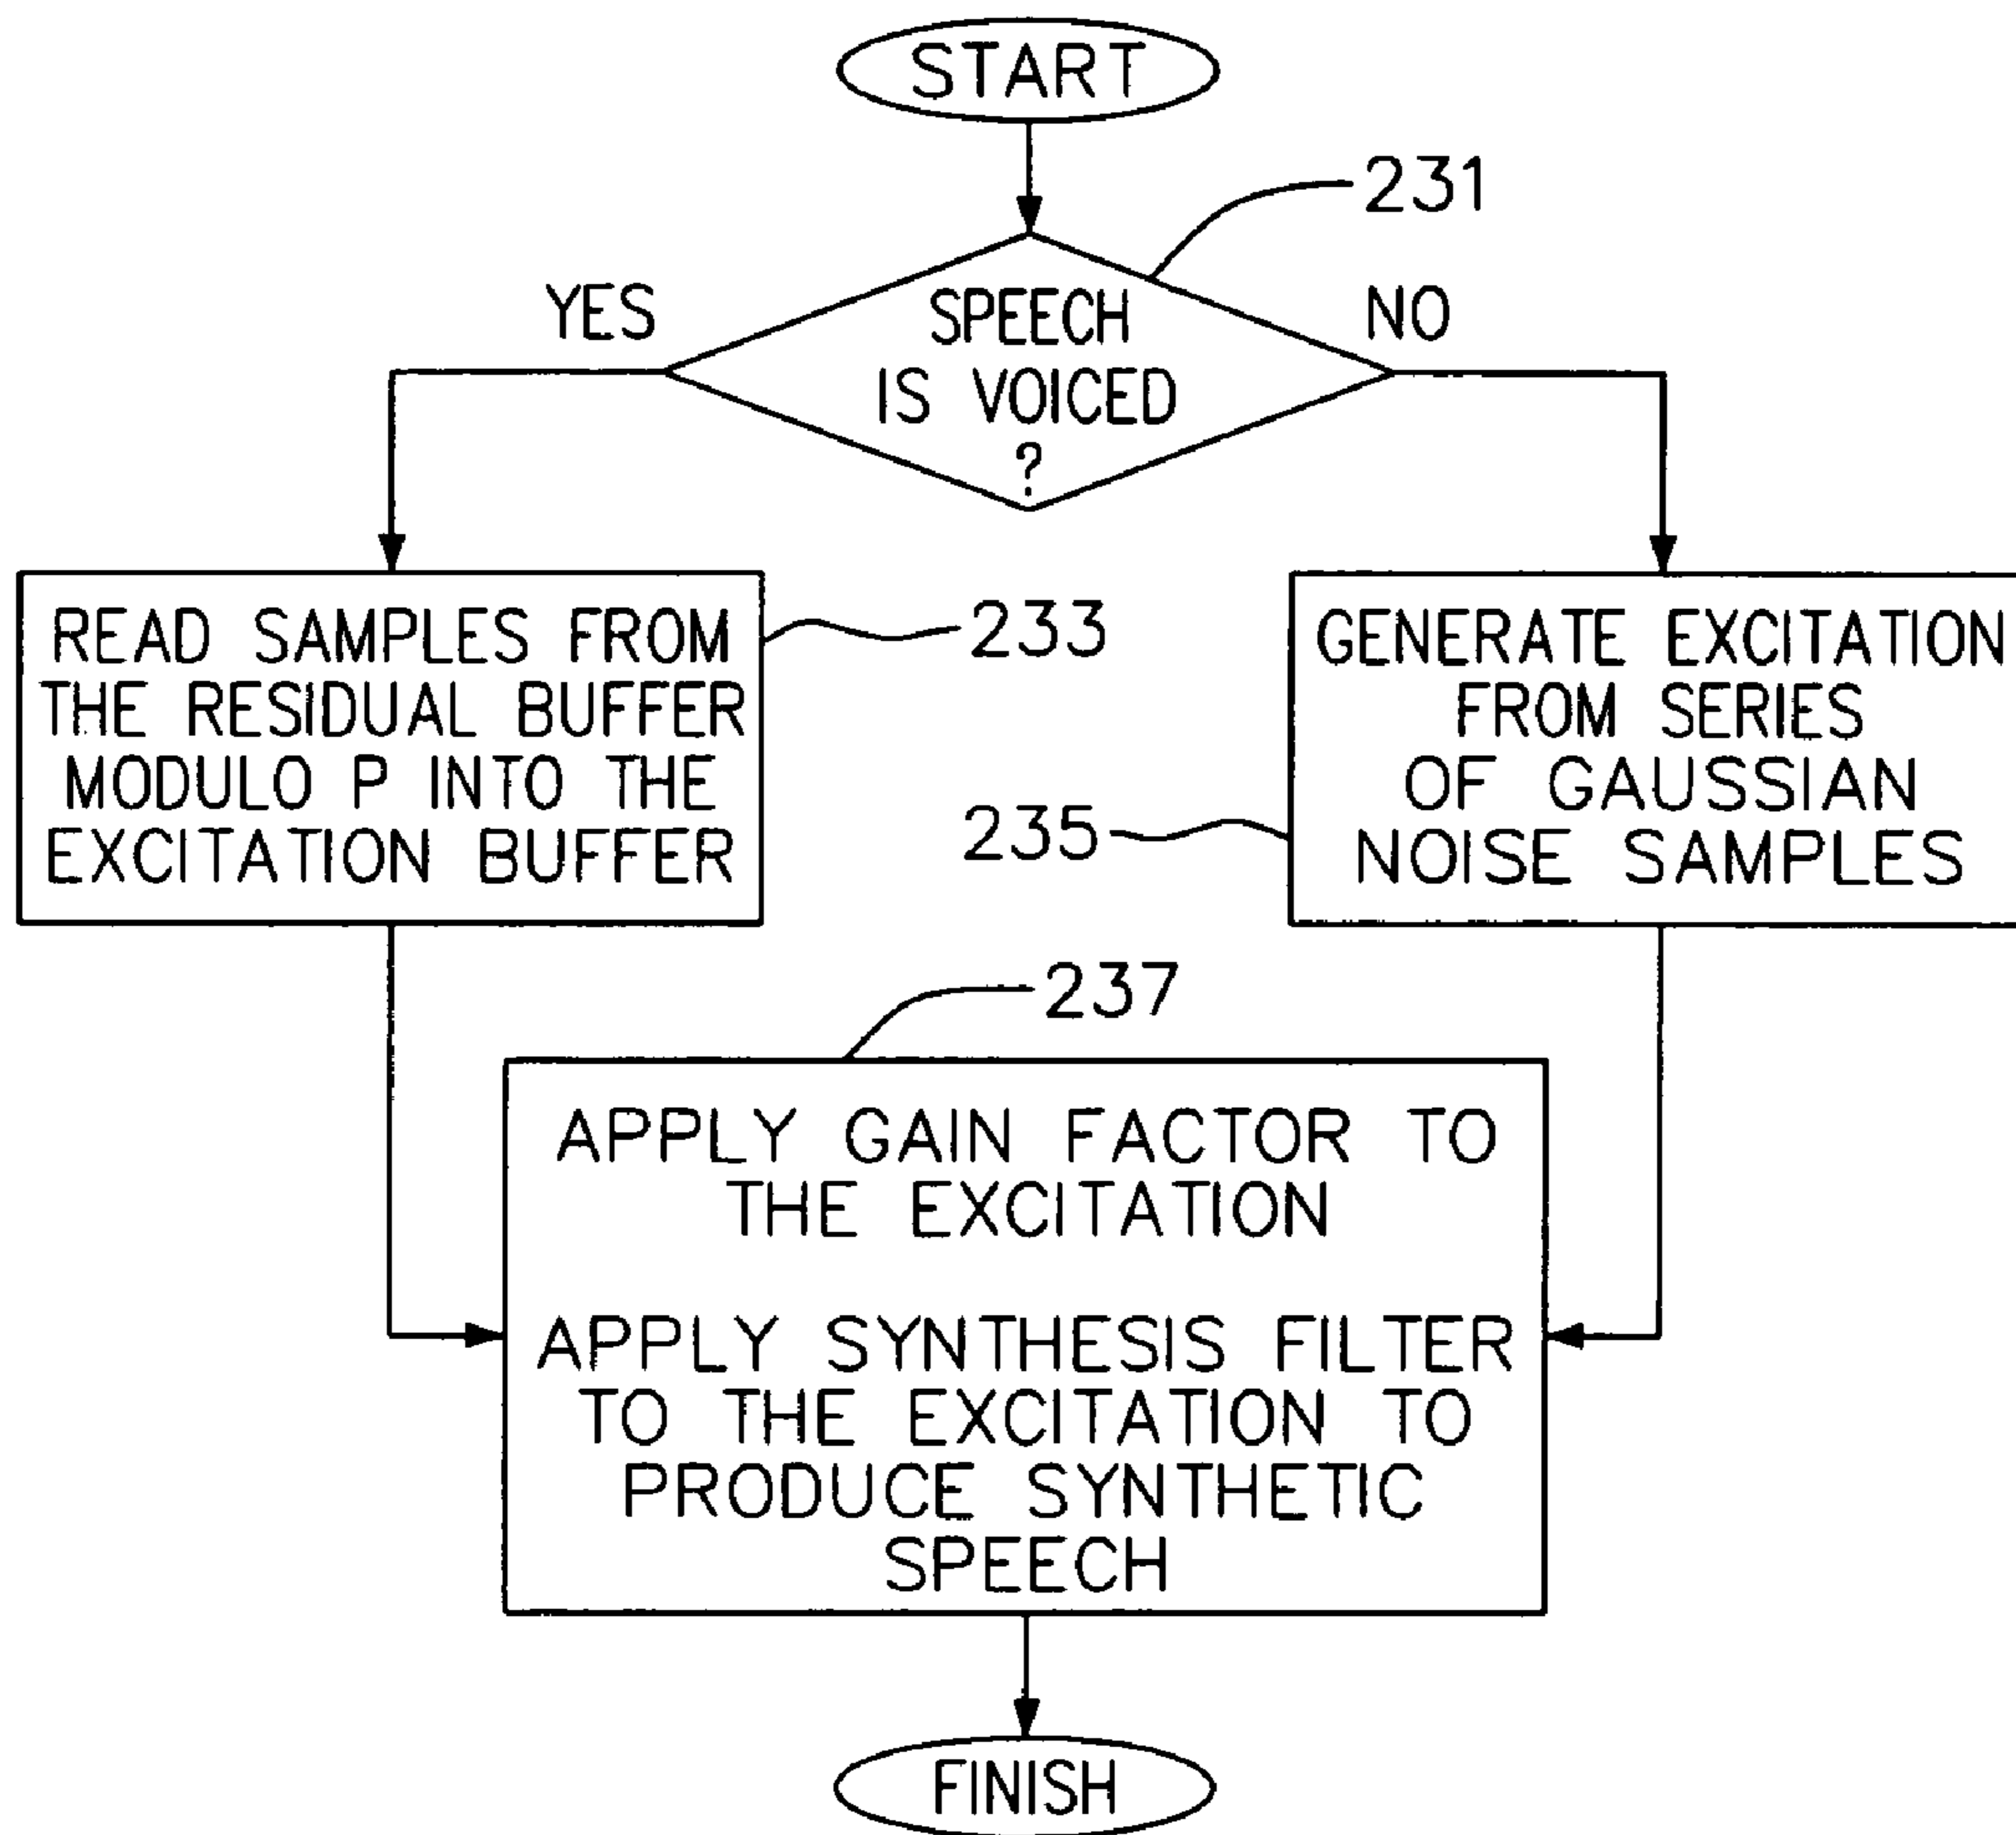 START
231
YES
NO
SPEECH
IS VOICED
?
READ SAMPLES FROM
THE RESIDUAL BUFFER
MODULO P INTO THE
EXCITATION BUFFER
233
GENERATE EXCITATION
FROM SERIES
OF GAUSSIAN
NOISE SAMPLES
235
237
APPLY GAIN FACTOR TO
THE EXCITATION
APPLY SYNTHESIS FILTER
TO THE EXCITATION TO
PRODUCE SYNTHETIC
SPEECH
FINISH